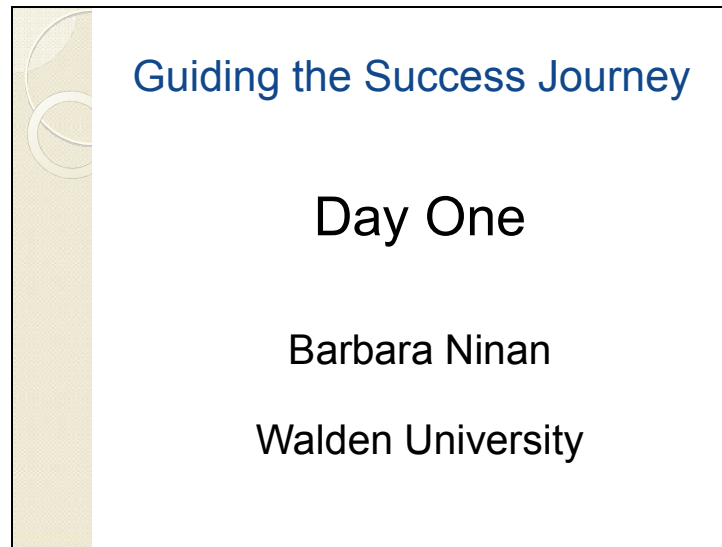 Guiding the Success Journey
Day One
Barbara Ninan
Walden University